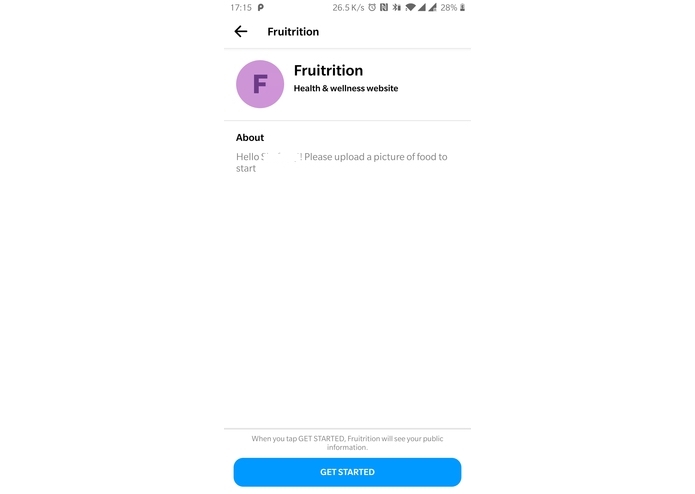 17:15 26.5 K/s 28%
Fruitrition
F
Fruitrition
Health & wellness website
About
Hello ! Please upload a picture of food to
start
When you tap GET STARTED, Fruitrition will see your public
information.
GET STARTED